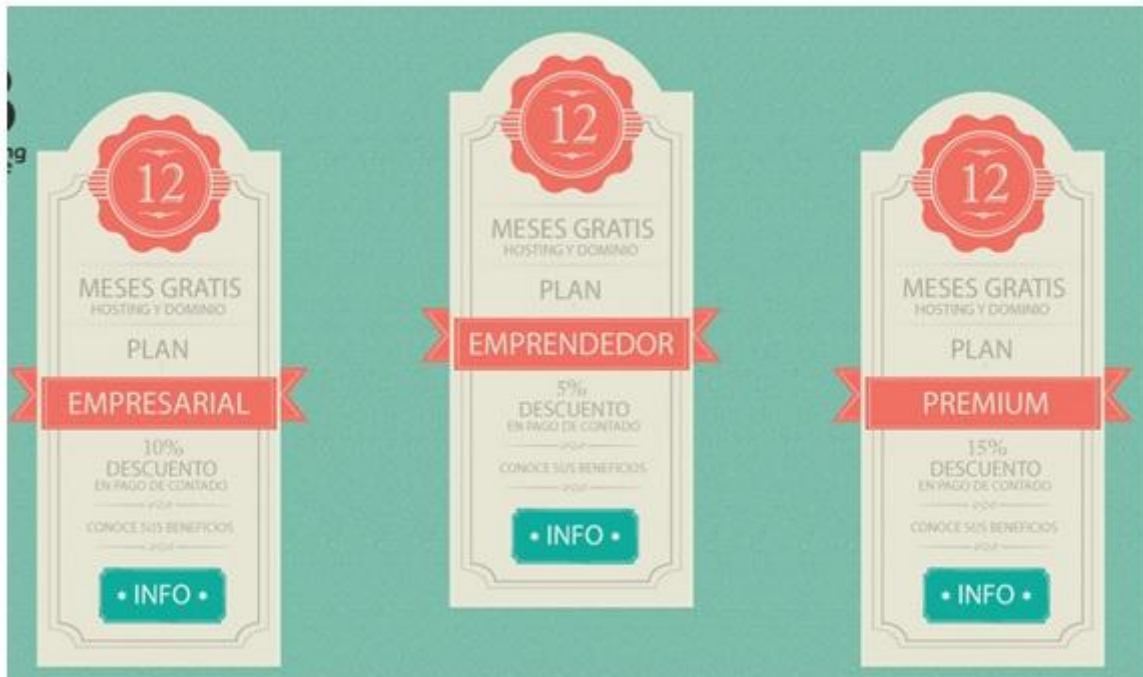 ng
12
MESES GRATIS
HOSTING Y DOMINIO
PLAN
EMPRESARIAL
10%
DESCUENTO
EN PAGO DE CONTADO
CONOCE SUS BENEFICIOS
• INFO •
12
MESES GRATIS
HOSTING Y DOMINIO
PLAN
EMPRENDEDOR
5%
DESCUENTO
EN PAGO DE CONTADO
CONOCE SUS BENEFICIOS
• INFO •
12
MESES GRATIS
HOSTING Y DOMINIO
PLAN
PREMIUM
15%
DESCUENTO
EN PAGO DE CONTADO
CONOCE SUS BENEFICIOS
• INFO •